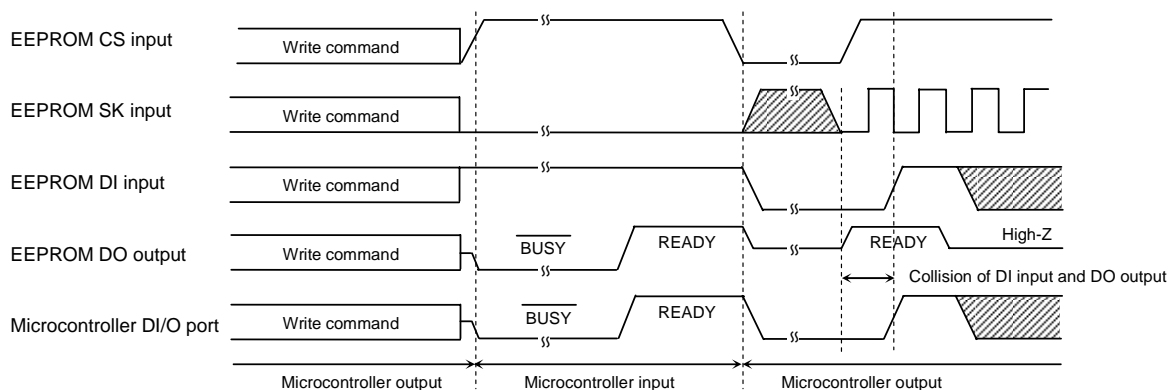 EEPROM CS input
Write command
EEPROM SK input
Write command
EEPROM DI input
Write command
EEPROM DO output
Write command
BUSY
READY
READY
High-Z
Collision of DI input and DO output
Microcontroller DI/O port
Write command
BUSY
READY
Microcontroller output
Microcontroller input
Microcontroller output